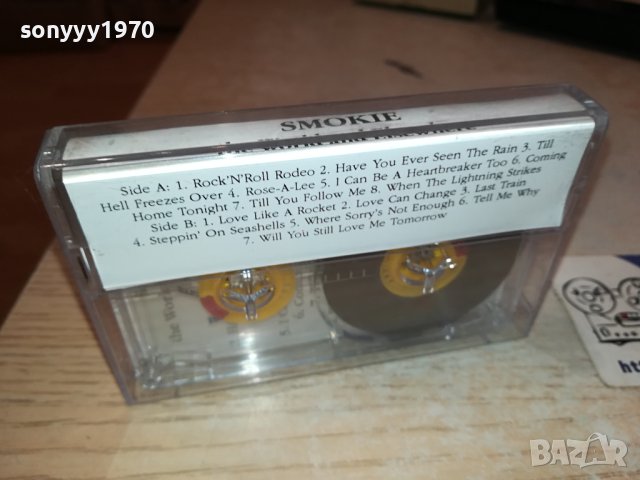 sonyyy1970
SMOKIE
Side A: 1. Rock'N'Roll Rodeo 2. Have You Ever Seen The Rain 3. Till
Hell Freezes Over 4. Rose-A-Lee 5. I Can Be A Heartbreaker Too 6. Coming
Home Tonight 7. Till You Follow Me 8. When The Lightning Strikes
Side B: 1. Love Like A Rocket 2. Love Can Change 3. Last Train
4. Steppin' On Seashells 5. Where Sorry's Not Enough 6. Tell Me Why
7. Will You Still Love Me Tomorrow
the Wor
BAZAR